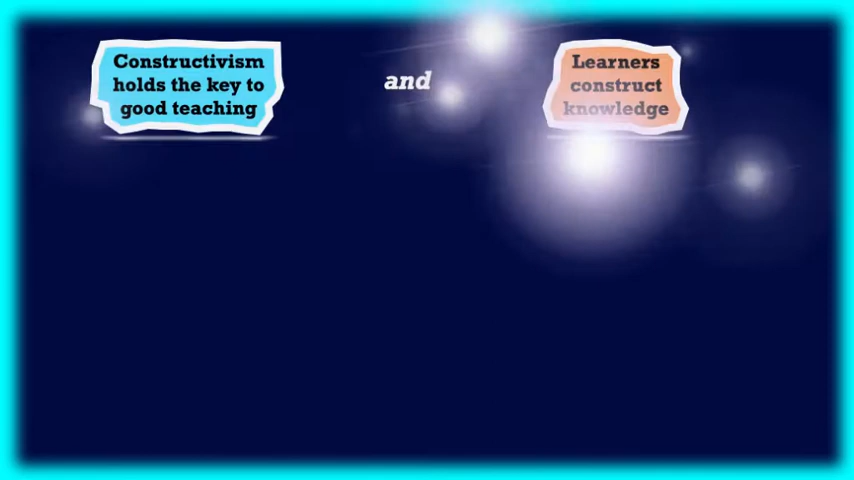 Constructivism
holds the key to
good teaching
and
Learners
construct
knowledge